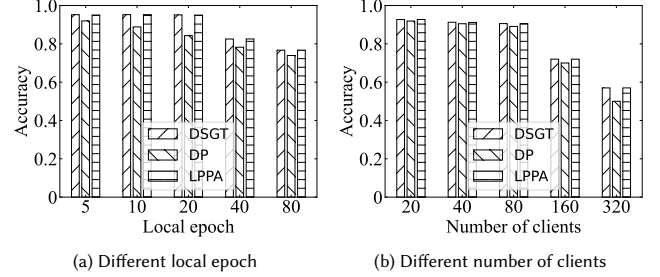 1.0
0.8
0.6
0.4
0.2
0
Accuracy
DSGT
DP
LPPA
5 10 20 40 80
Local epoch
(a) Different local epoch
1.0
0.8
0.6
0.4
0.2
0
Accuracy
DSGT
DP
LPPA
20 40 80 160 320
Number of clients
(b) Different number of clients